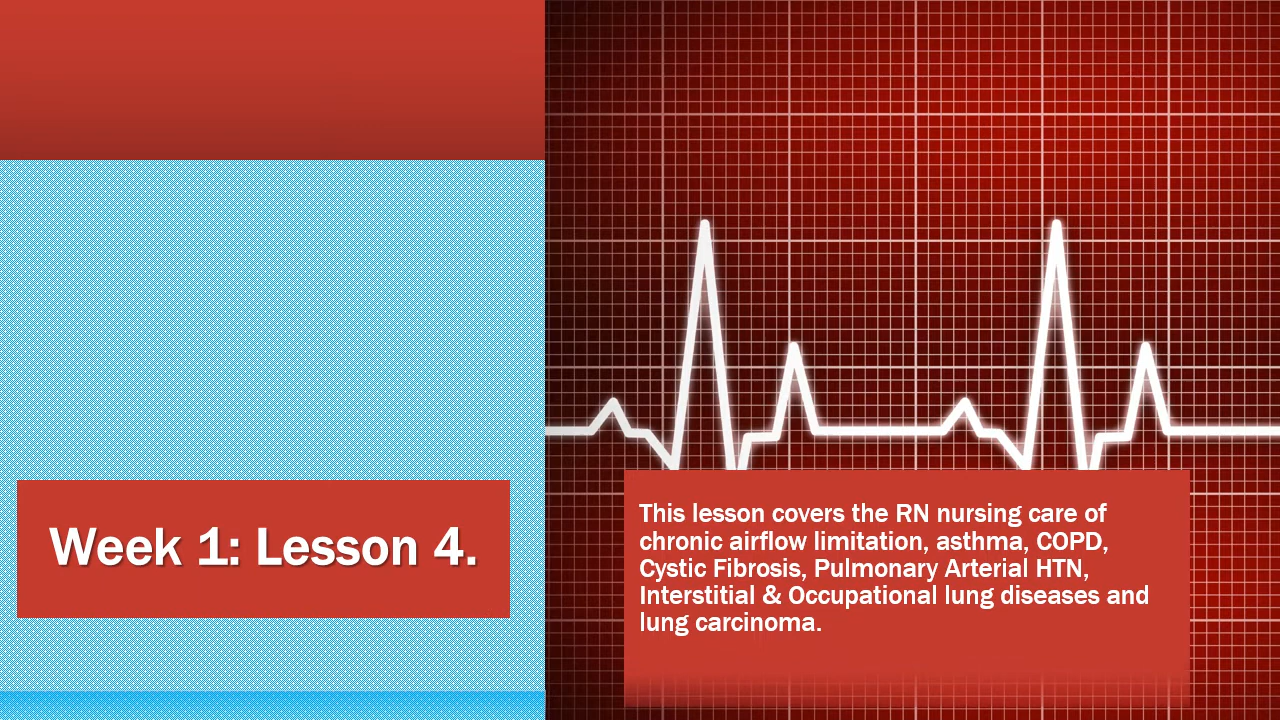 Week 1: Lesson 4.
This lesson covers the RN nursing care of
chronic airflow limitation, asthma, COPD,
Cystic Fibrosis, Pulmonary Arterial HTN,
Interstitial & Occupational lung diseases and
lung carcinoma.